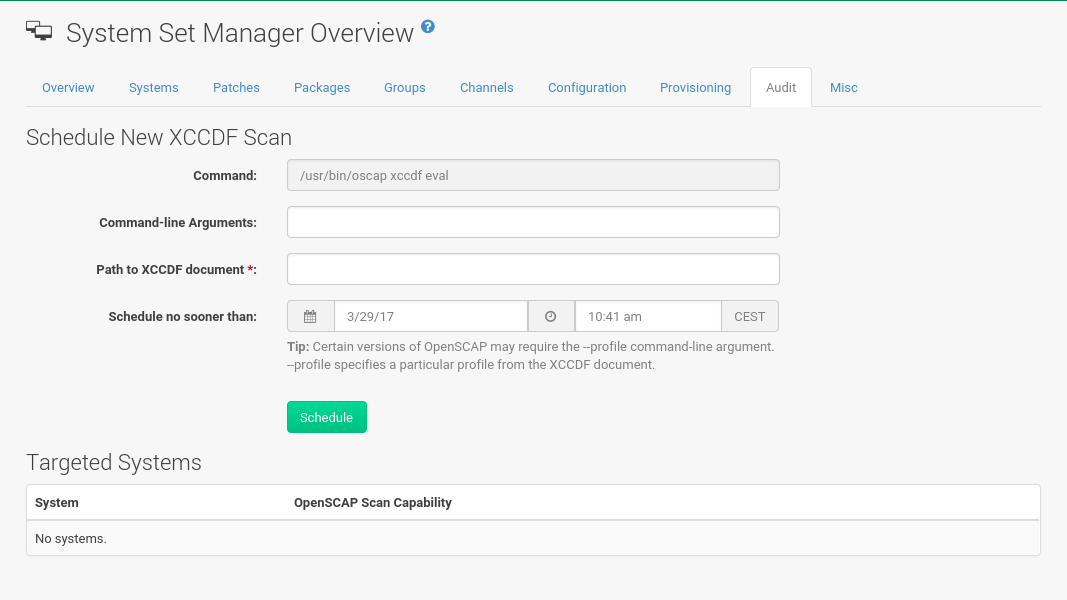 System Set Manager Overview ?
Overview Systems Patches Packages Groups Channels Configuration Provisioning Audit Misc
Schedule New XCCDF Scan
Command: /usr/bin/oscap xccdf eval
Command-line Arguments:
Path to XCCDF document *:
Schedule no sooner than: 3/29/17 10:41 am CEST
Tip: Certain versions of OpenSCAP may require the --profile command-line argument.
--profile specifies a particular profile from the XCCDF document.
Schedule
Targeted Systems
System OpenSCAP Scan Capability
No systems.